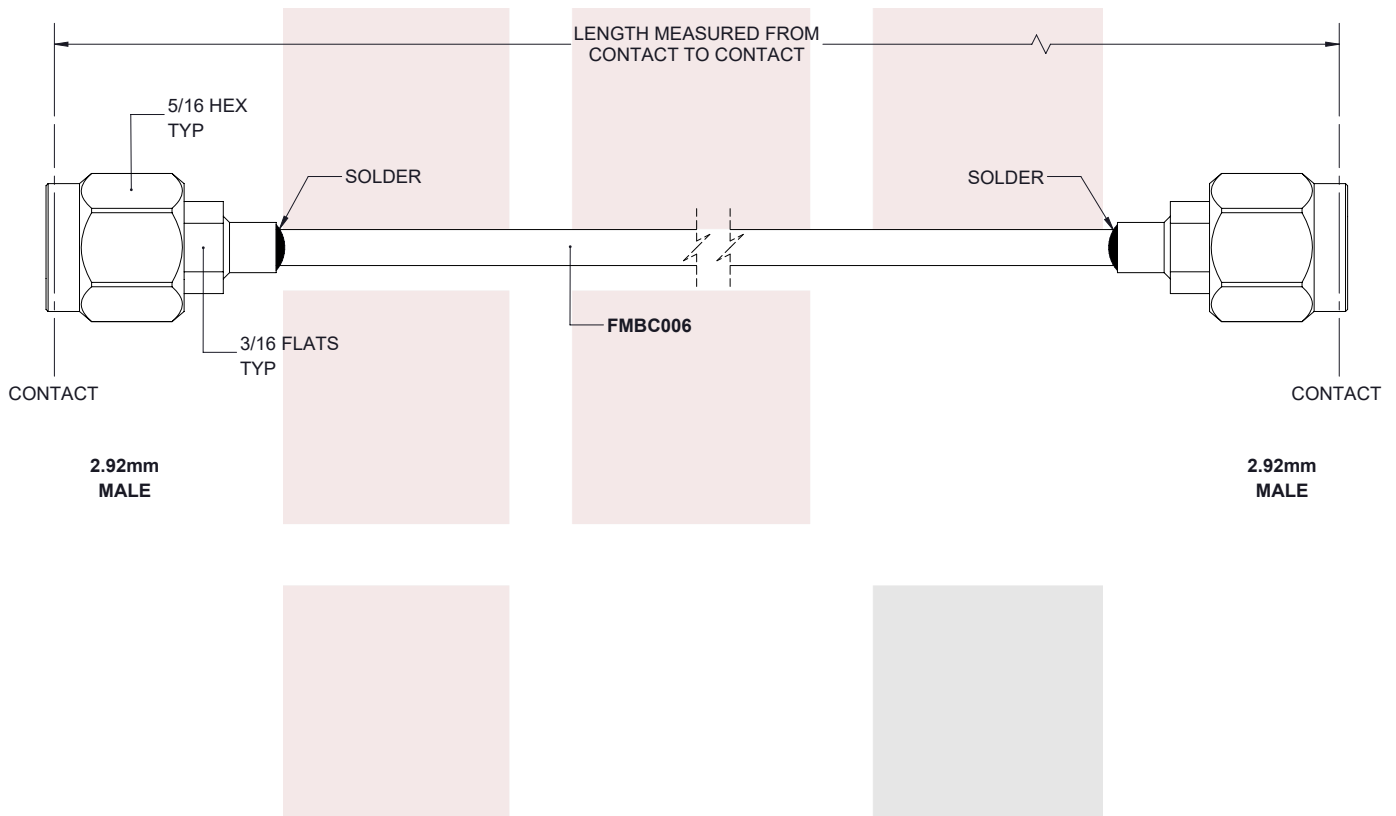 LENGTH MEASURED FROM
CONTACT TO CONTACT
5/16 HEX
TYP
SOLDER
SOLDER
FMBC006
3/16 FLATS
TYP
CONTACT
CONTACT
2.92mm
MALE
2.92mm
MALE